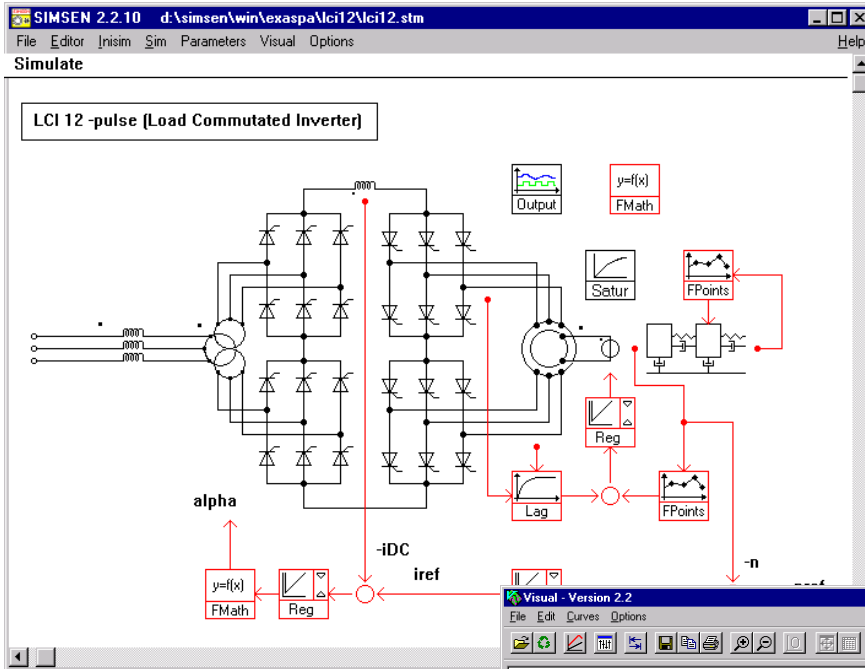 SIMSEN 2.2.10 d:\simsen\win\exaspa\lci12\lci12.stm
File Editor Inisim Sim Parameters Visual Options Help
Simulate
LCI 12 -pulse (Load Commutated Inverter)
Output
y=f(x)
FMath
Satur
FPoints
Reg
Lag
FPoints
alpha
-iDC
iref
-n
y=f(x)
FMath
Reg
Visual - Version 2.2
File Edit Curves Options